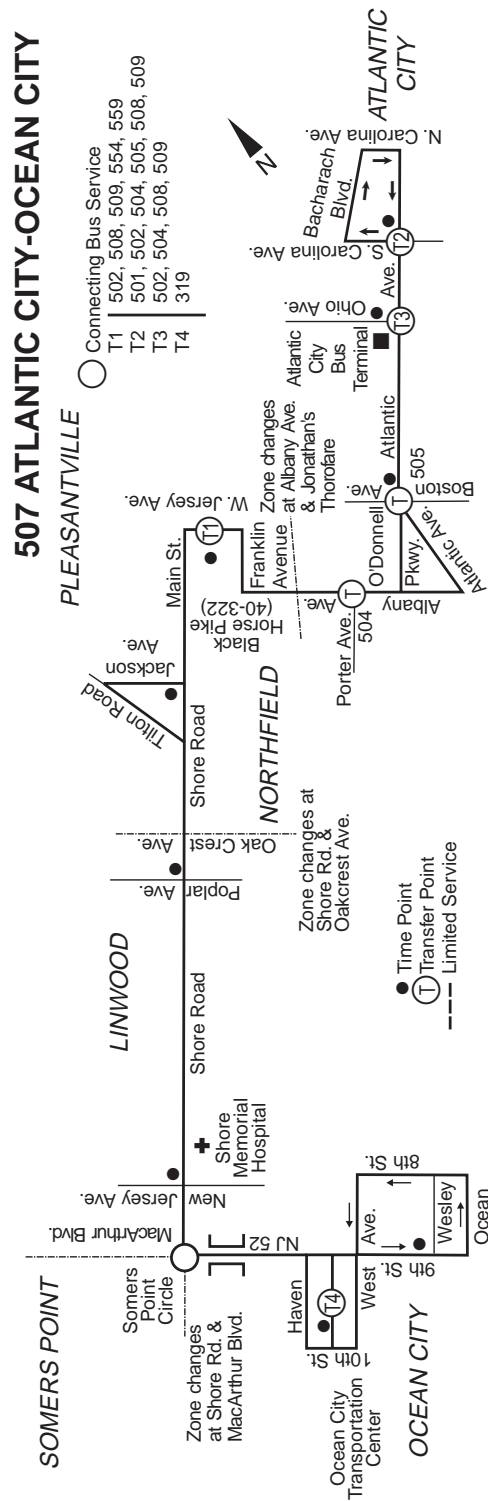 507 ATLANTIC CITY-OCEAN CITY
Connecting Bus Service
T1 502, 508, 509, 554, 559
T2 501, 502, 504, 505, 508, 509
T3 502, 504, 508, 509
T4 319
SOMERS POINT
LINWOOD
PLEASANTVILLE
MacArthur Blvd.
Somers
Point
Circle
Zone changes
at Shore Rd. &
MacArthur Blvd.
New
Jersey Ave.
Shore
Memorial
Hospital
Shore Road
Poplar Ave.
Oak Crest Ave.
Zone changes at
Shore Rd. &
Oakcrest Ave.
Shore Road
Tilton Road
Jackson
Ave.
Main St.
W. Jersey Ave.
T1
Black
Horse Pike
(40-322)
NORTHFIELD
Franklin
Avenue
Zone changes
at Albany Ave.
& Jonathan's
Thorofare
Porter Ave.
504
T
Albany
Ave.
O'Donnell
Pkwy.
Atlantic Ave.
T
Boston
Ave.
505
Atlantic
Ave.
Atlantic
City
Bus
Terminal
Ohio Ave.
T3
S. Carolina Ave.
T2
Bacharach
Blvd.
N. Carolina Ave.
ATLANTIC
CITY
N
NJ 52
Haven
T4
10th St.
West
Ave.
Ocean City
Transportation
Center
OCEAN CITY
9th St.
8th St.
Wesley
Ocean
Time Point
T Transfer Point
Limited Service